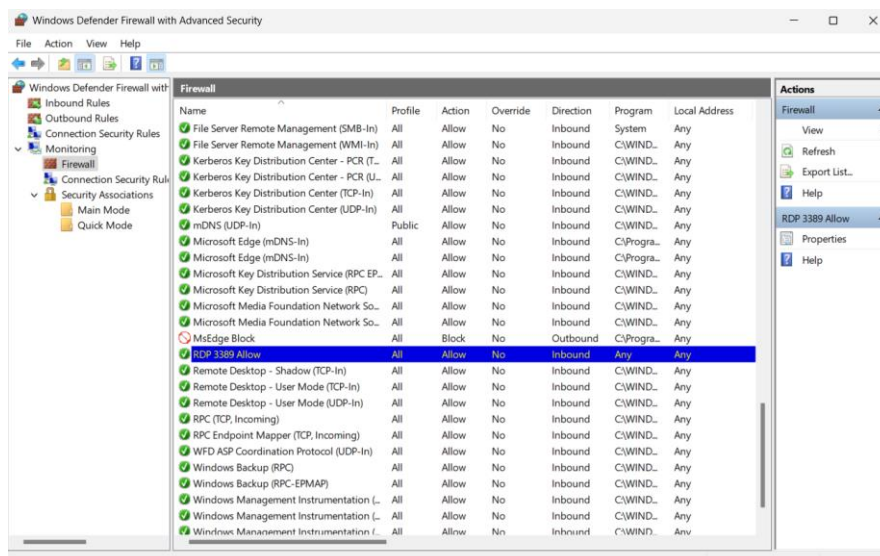 Windows Defender Firewall with Advanced Security
File Action View Help
Windows Defender Firewall with
Inbound Rules
Outbound Rules
Connection Security Rules
Monitoring
Firewall
Connection Security Rule
Security Associations
Main Mode
Quick Mode
Firewall
Name Profile Action Override Direction Program Local Address
File Server Remote Management (SMB-In) All Allow No Inbound System Any
File Server Remote Management (WMI-In) All Allow No Inbound C:\WIND... Any
Kerberos Key Distribution Center - PCR (T... All Allow No Inbound C:\WIND... Any
Kerberos Key Distribution Center - PCR (U... All Allow No Inbound C:\WIND... Any
Kerberos Key Distribution Center (TCP-In) All Allow No Inbound C:\WIND... Any
Kerberos Key Distribution Center (UDP-In) All Allow No Inbound C:\WIND... Any
mDNS (UDP-In) Public Allow No Inbound C:\WIND... Any
Microsoft Edge (mDNS-In) All Allow No Inbound C:\Progra... Any
Microsoft Edge (mDNS-In) All Allow No Inbound C:\Progra... Any
Microsoft Key Distribution Service (RPC EP... All Allow No Inbound C:\WIND... Any
Microsoft Key Distribution Service (RPC) All Allow No Inbound C:\WIND... Any
Microsoft Media Foundation Network So... All Allow No Inbound C:\WIND... Any
Microsoft Media Foundation Network So... All Allow No Inbound C:\WIND... Any
MsEdge Block All Block No Outbound C:\Progra... Any
RDP 3389 Allow All Allow No Inbound Any Any
Remote Desktop - Shadow (TCP-In) All Allow No Inbound C:\WIND... Any
Remote Desktop - User Mode (TCP-In) All Allow No Inbound C:\WIND... Any
Remote Desktop - User Mode (UDP-In) All Allow No Inbound C:\WIND... Any
RPC (TCP, Incoming) All Allow No Inbound C:\WIND... Any
RPC Endpoint Mapper (TCP, Incoming) All Allow No Inbound C:\WIND... Any
WFD ASP Coordination Protocol (UDP-In) All Allow No Inbound C:\WIND... Any
Windows Backup (RPC) All Allow No Inbound C:\WIND... Any
Windows Backup (RPC-EPMAP) All Allow No Inbound C:\WIND... Any
Windows Management Instrumentation (... All Allow No Inbound C:\WIND... Any
Windows Management Instrumentation (... All Allow No Inbound C:\WIND... Any
Windows Management Instrumentation (... All Allow No Inbound C:\WIND... Any
Actions
Firewall
View
Refresh
Export List...
Help
RDP 3389 Allow
Properties
Help